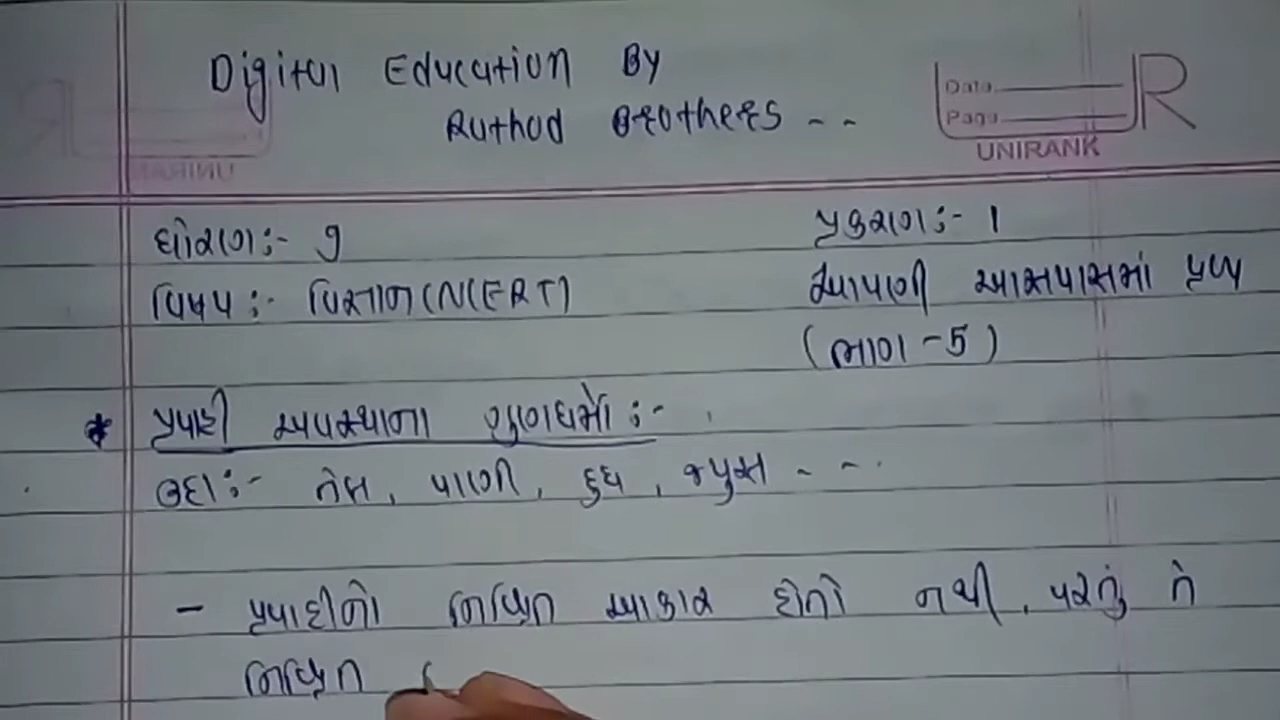 Digital Education By
Rathod Brothers - -
Data
Page
UNIRANK
ધોરણ :- 9
પ્રકરણ :- 1
વિષય :- વિજ્ઞાન (NCERT)
આપણી આસપાસમાં દ્રવ્ય
(ભાગ - 5)
* પ્રવાહી અવસ્થાના ગુણધર્મો :-
ઉદા :- તેલ, પાણી, દુધ, જ્યુસ - - .
- પ્રવાહીનો નિશ્ચિત આકાર હોતો નથી, પરંતું તે
નિશ્ચિત